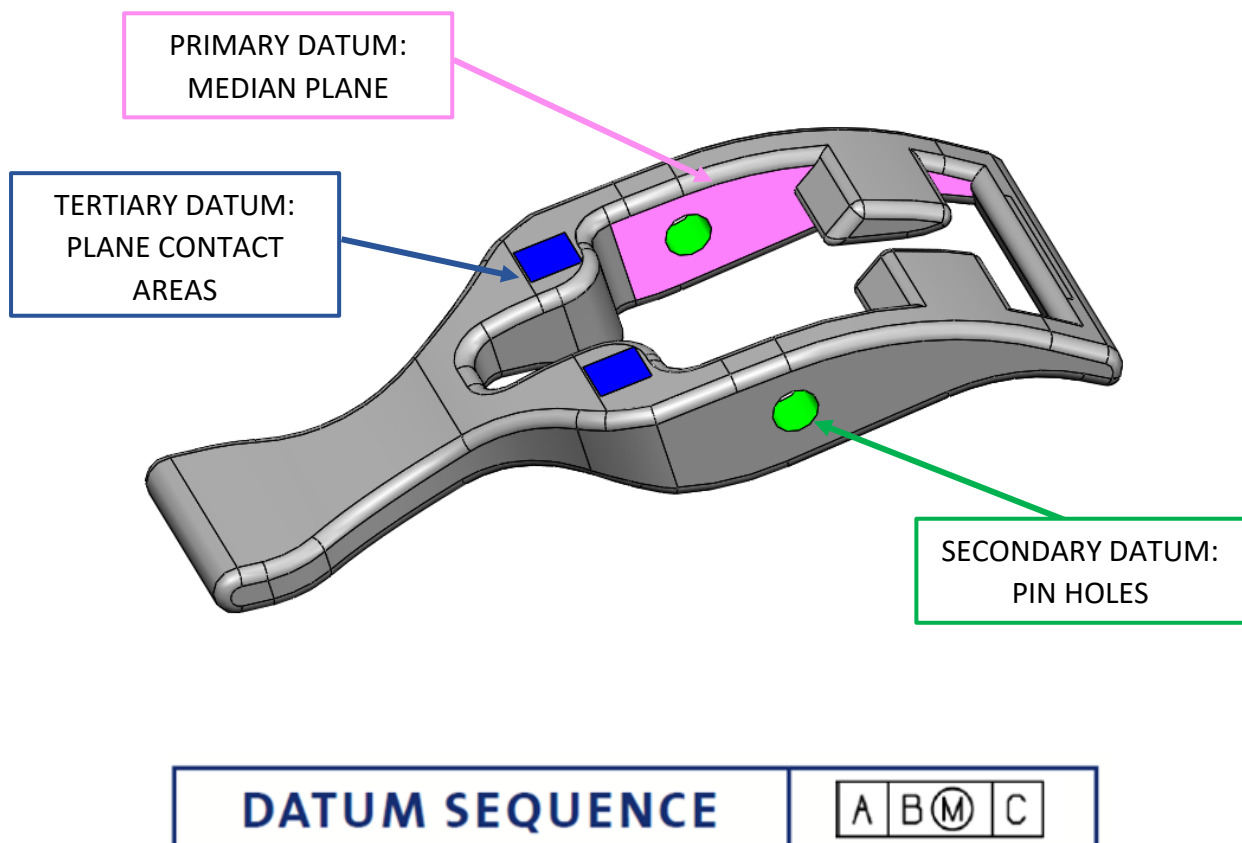 PRIMARY DATUM:
MEDIAN PLANE
TERTIARY DATUM:
PLANE CONTACT
AREAS
SECONDARY DATUM:
PIN HOLES
DATUM SEQUENCE A B Ⓜ C